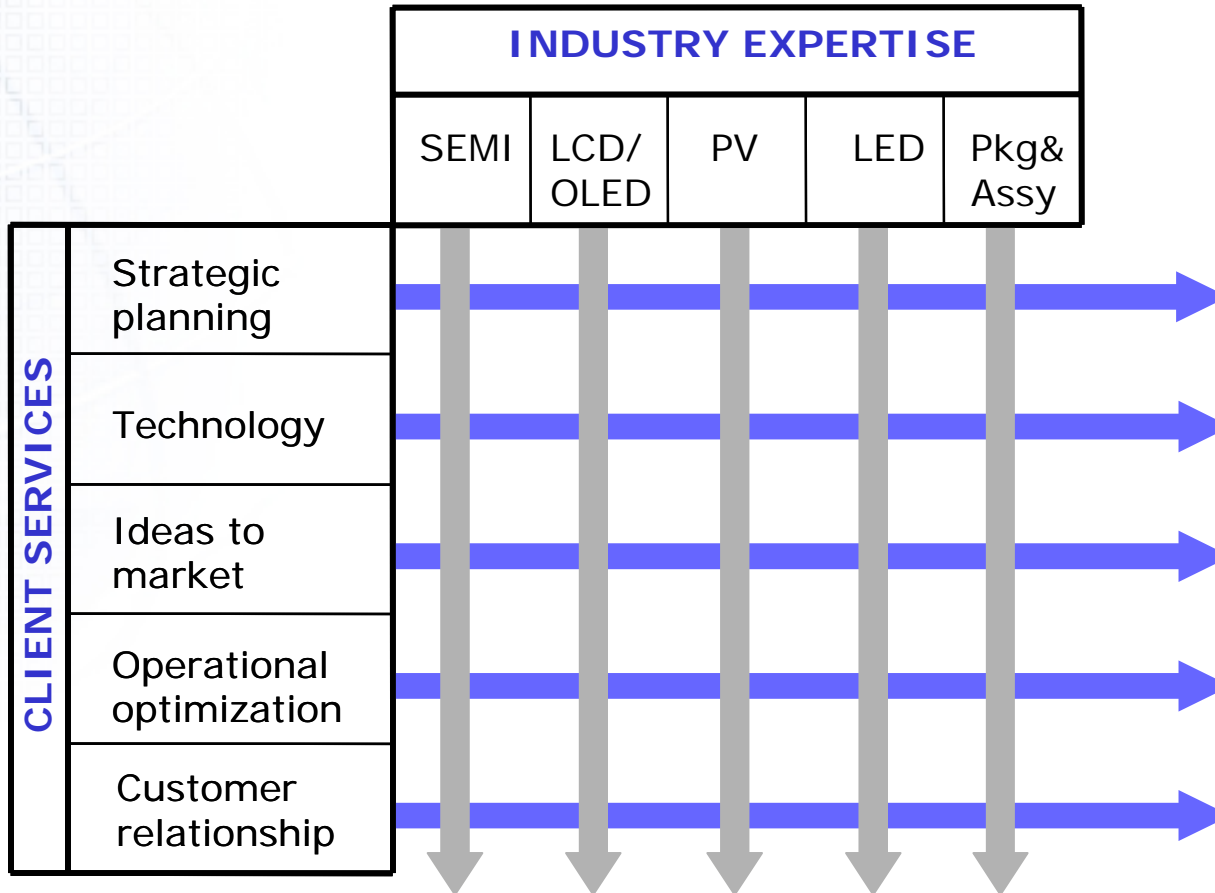 INDUSTRY EXPERTISE
SEMI
LCD/
OLED
PV
LED
Pkg&
Assy
CLIENT SERVICES
Strategic
planning
Technology
Ideas to
market
Operational
optimization
Customer
relationship